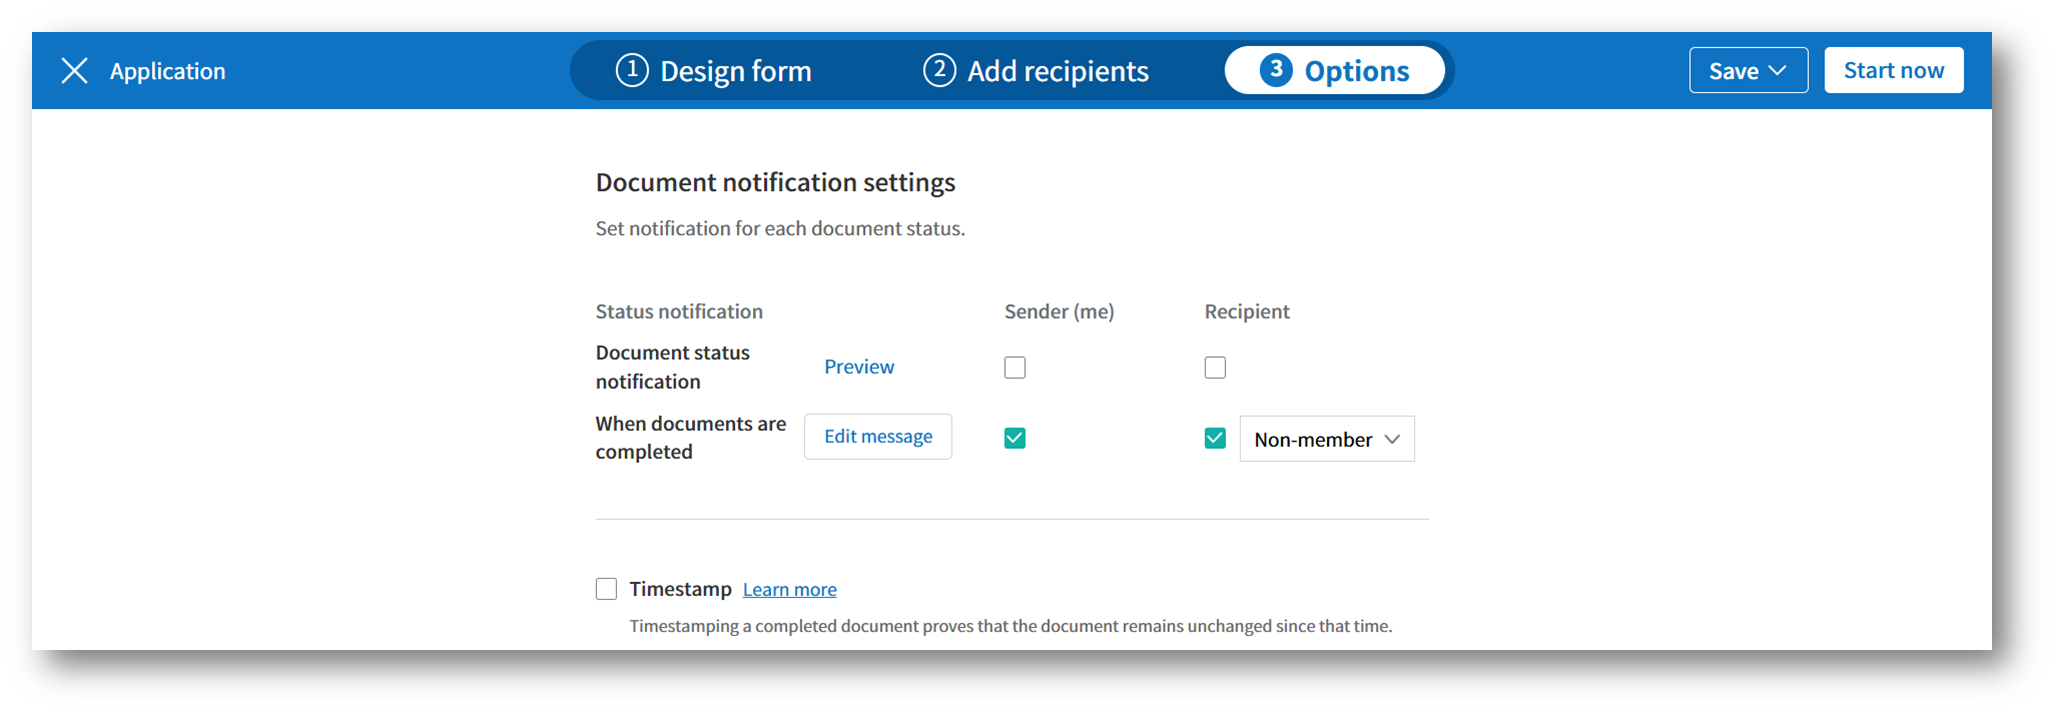 Application
1 Design form
2 Add recipients
3 Options
Save
Start now
Document notification settings
Set notification for each document status.
Status notification
Sender (me)
Recipient
Document status
notification
Preview
When documents are
completed
Edit message
Non-member
Timestamp Learn more
Timestamping a completed document proves that the document remains unchanged since that time.